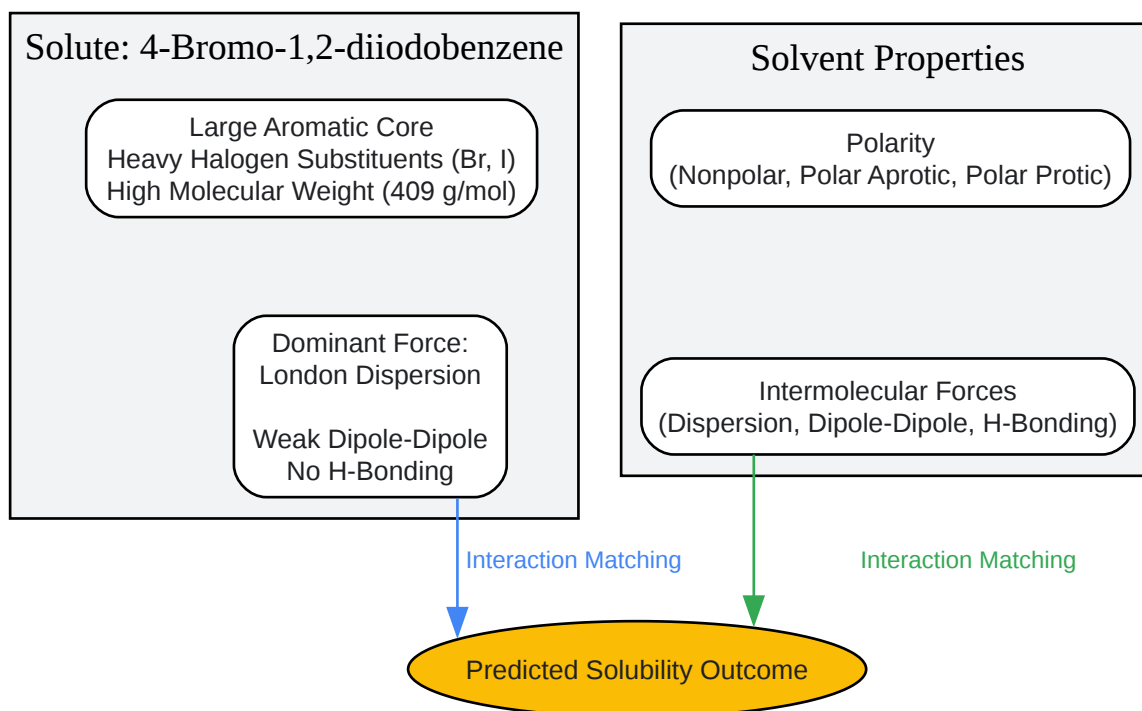 Solute: 4-Bromo-1,2-diiodobenzene
Large Aromatic Core
Heavy Halogen Substituents (Br, I)
High Molecular Weight (409 g/mol)
Dominant Force:
London Dispersion
Weak Dipole-Dipole
No H-Bonding
Solvent Properties
Polarity
(Nonpolar, Polar Aprotic, Polar Protic)
Intermolecular Forces
(Dispersion, Dipole-Dipole, H-Bonding)
Interaction Matching
Interaction Matching
Predicted Solubility Outcome